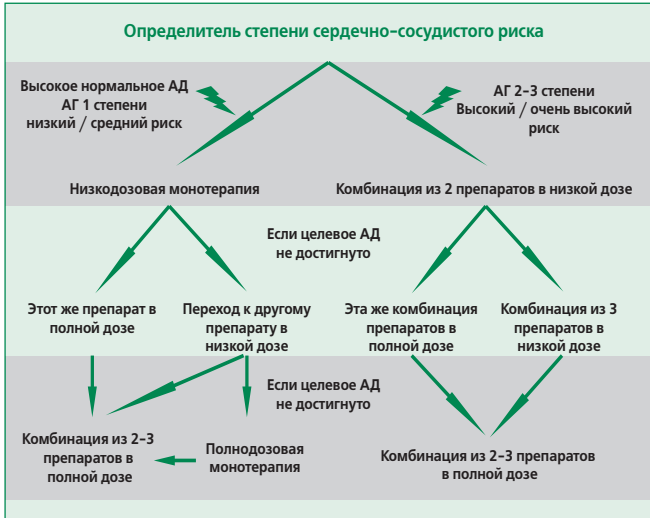 Определитель степени сердечно-сосудистого риска
Высокое нормальное АД
АГ 1 степени
низкий / средний риск
АГ 2-3 степени
Высокий / очень высокий
риск
Низкодозовая монотерапия
Комбинация из 2 препаратов в низкой дозе
Если целевое АД
не достигнуто
Этот же препарат в
полной дозе
Переход к другому
препарату в
низкой дозе
Эта же комбинация
препаратов в
полной дозе
Комбинация из 3
препаратов в
низкой дозе
Если целевое АД
не достигнуто
Комбинация из 2-3
препаратов в
полной дозе
Полнодозовая
монотерапия
Комбинация из 2-3 препаратов
в полной дозе